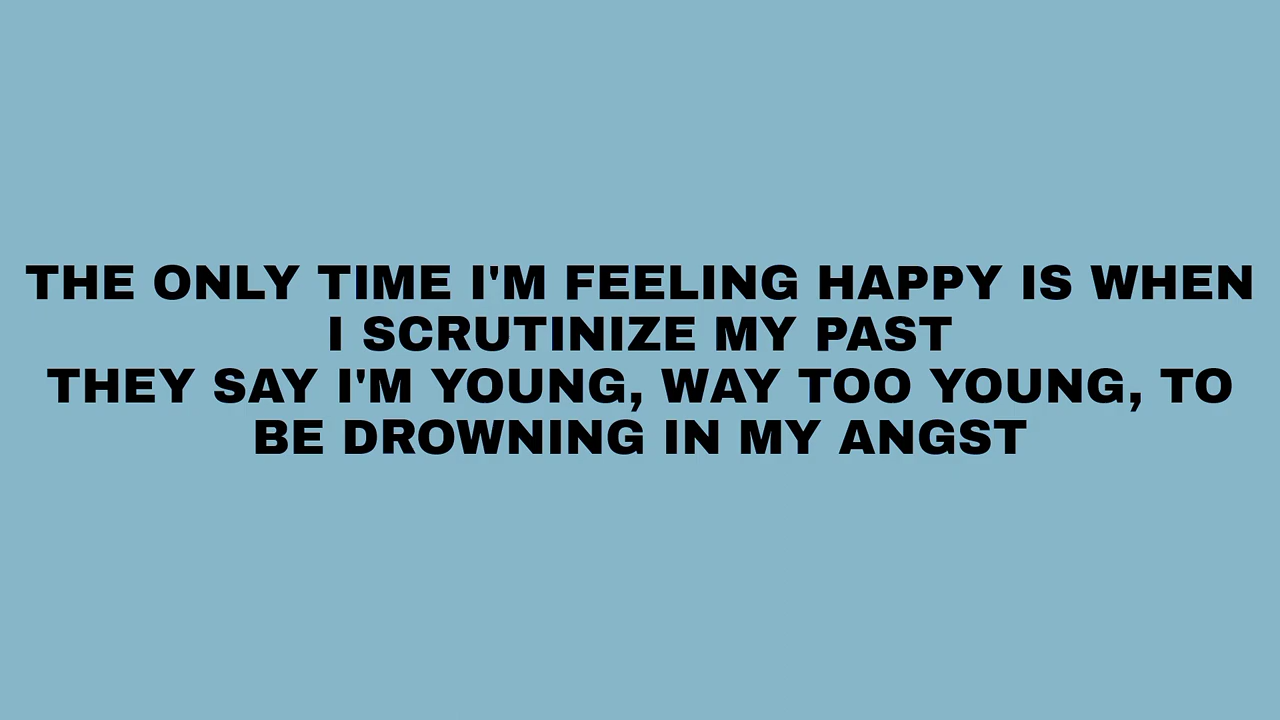 THE ONLY TIME I'M FEELING HAPPY IS WHEN
I SCRUTINIZE MY PAST
THEY SAY I'M YOUNG, WAY TOO YOUNG, TO
BE DROWNING IN MY ANGST